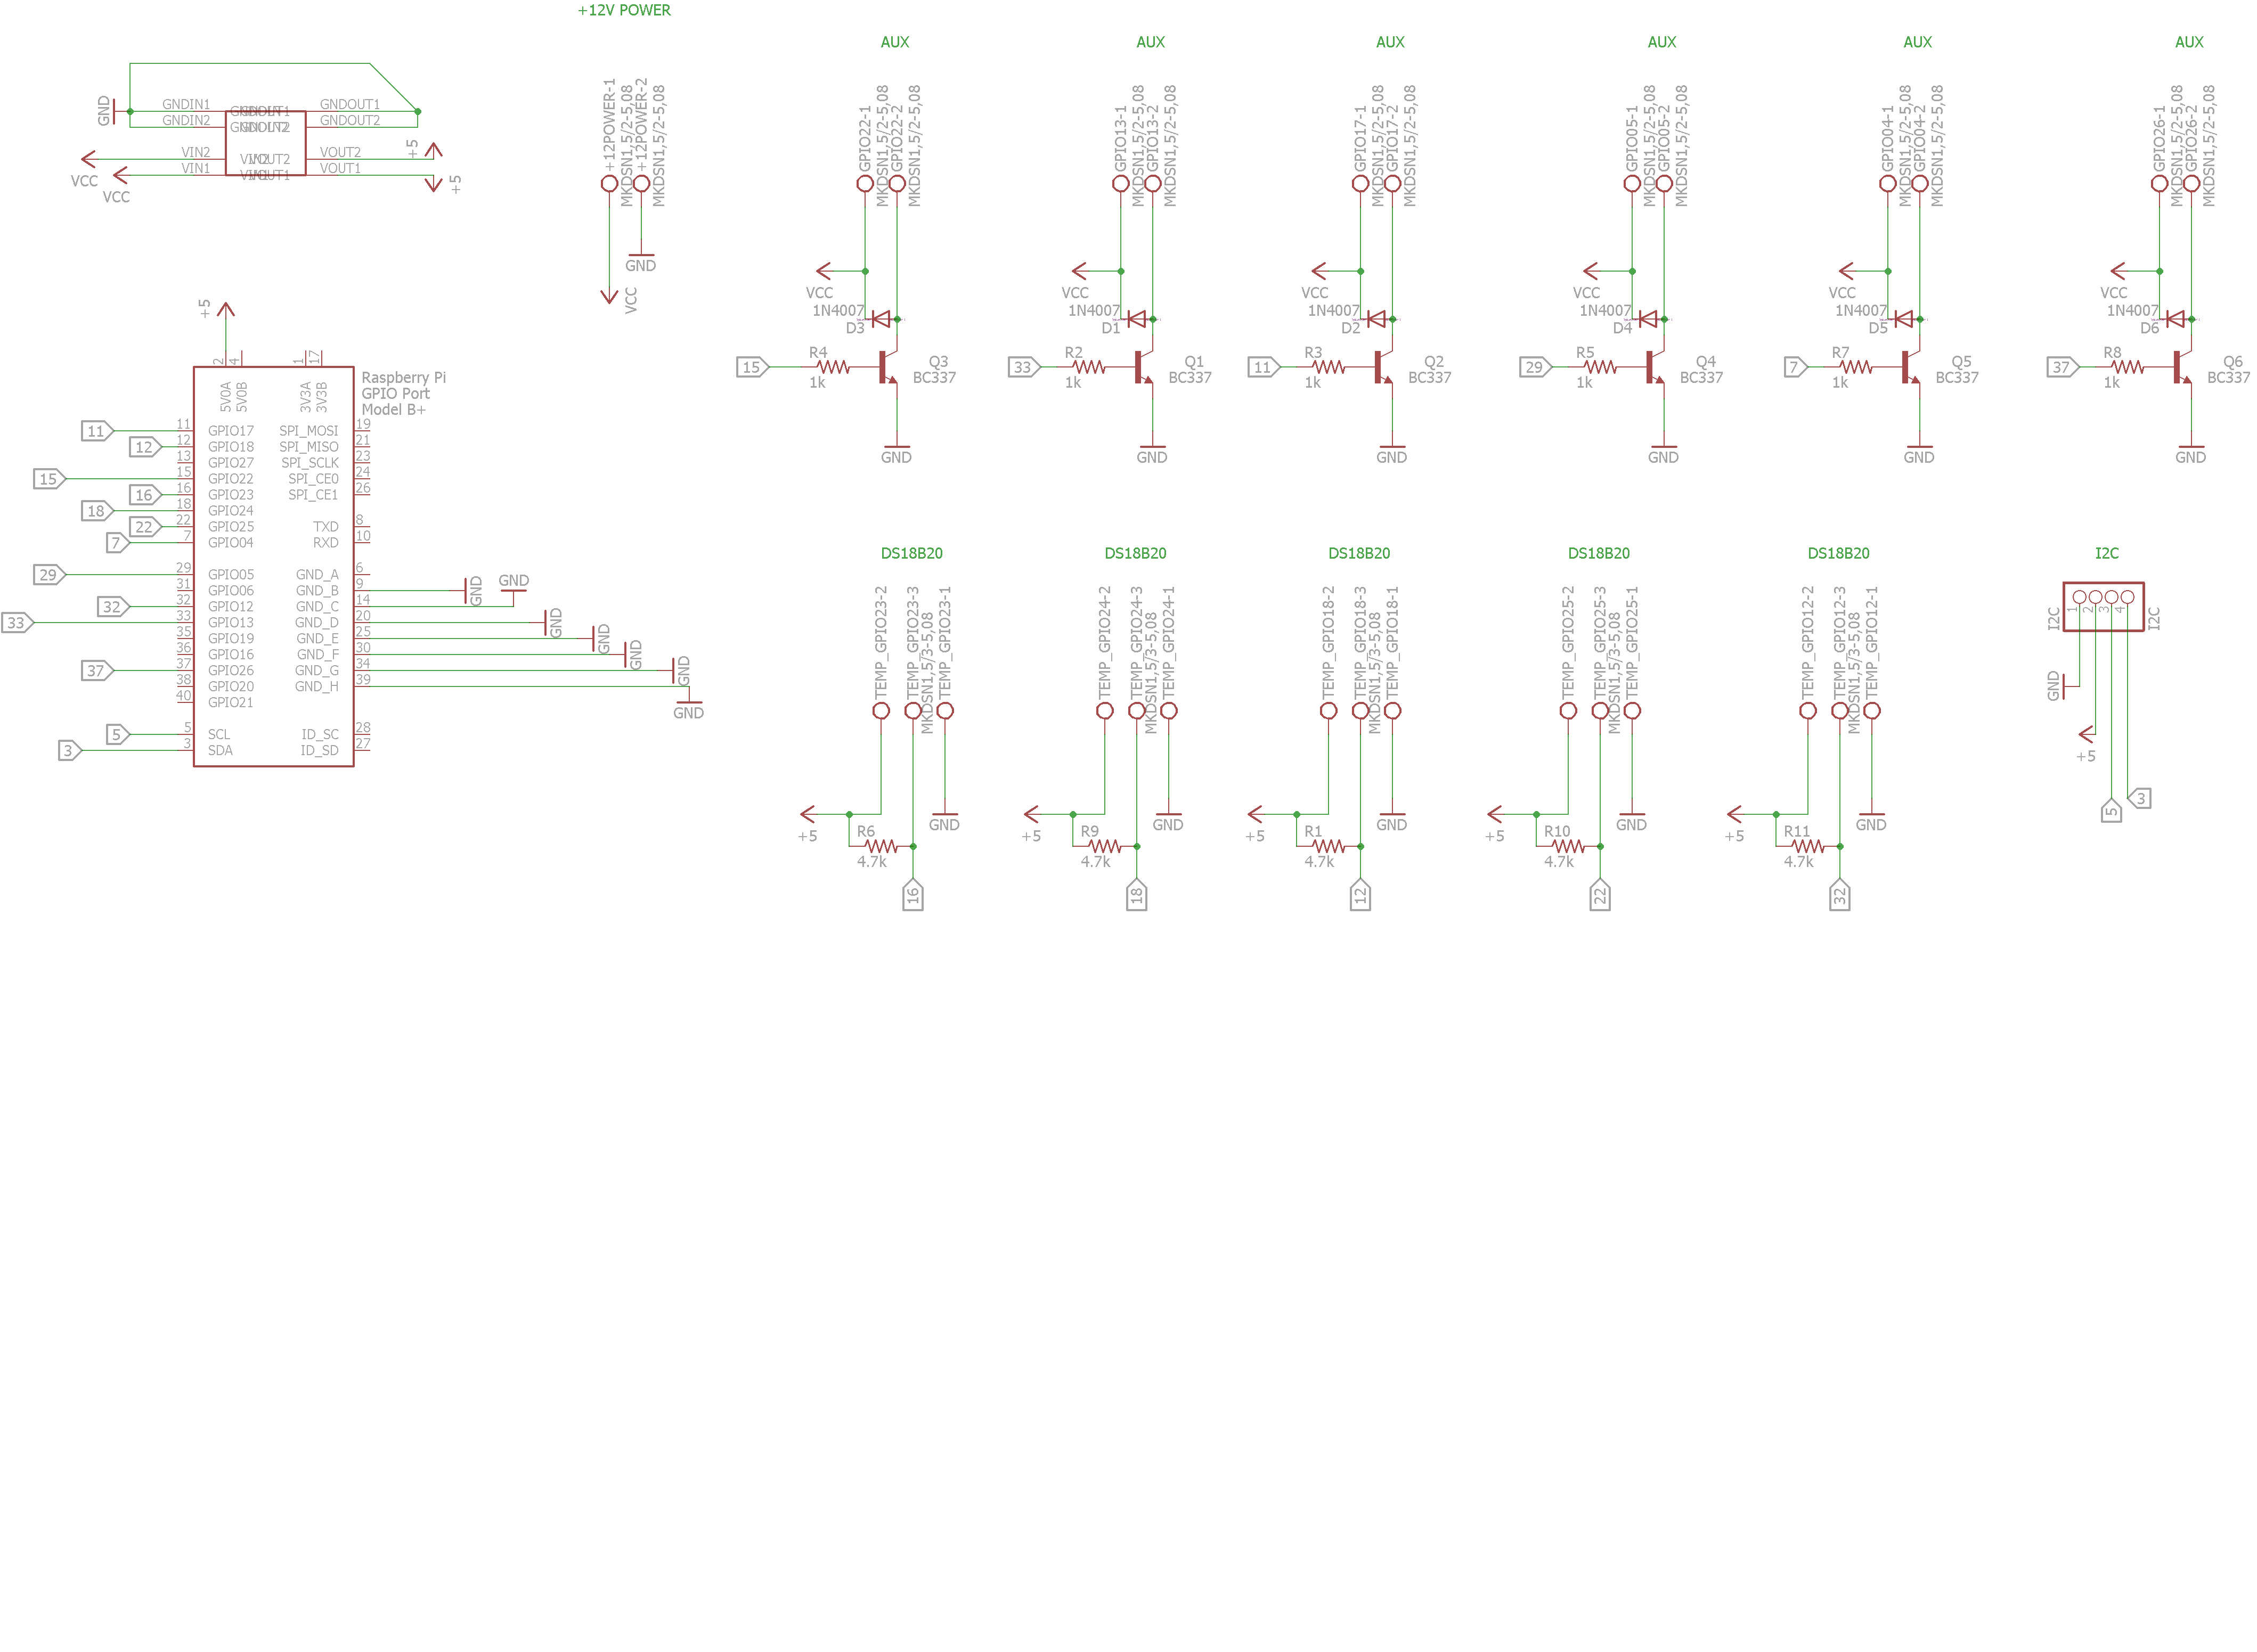 +12V POWER
AUX
AUX
AUX
AUX
AUX
AUX
GND
GNDIN1
GNDIN2
VIN2
VIN1
GNDOUT1
GNDOUT2
VOUT2
VOUT1
VCC
VCC
+5
+5
+12POWER-1
MKDSN1,5/2-5,08
+12POWER-2
MKDSN1,5/2-5,08
GND
VCC
GPIO22-1
MKDSN1,5/2-5,08
GPIO22-2
MKDSN1,5/2-5,08
VCC
1N4007
D3
15
R4
1k
Q3
BC337
GND
GPIO13-1
MKDSN1,5/2-5,08
GPIO13-2
MKDSN1,5/2-5,08
VCC
1N4007
D1
33
R2
1k
Q1
BC337
GND
GPIO17-1
MKDSN1,5/2-5,08
GPIO17-2
MKDSN1,5/2-5,08
VCC
1N4007
D2
11
R3
1k
Q2
BC337
GND
GPIO05-1
MKDSN1,5/2-5,08
GPIO05-2
MKDSN1,5/2-5,08
VCC
1N4007
D4
29
R5
1k
Q4
BC337
GND
GPIO04-1
MKDSN1,5/2-5,08
GPIO04-2
MKDSN1,5/2-5,08
VCC
1N4007
D5
7
R7
1k
Q5
BC337
GND
GPIO26-1
MKDSN1,5/2-5,08
GPIO26-2
MKDSN1,5/2-5,08
VCC
1N4007
D6
37
R8
1k
Q6
BC337
GND
+5
2 4 1 17
5V0A 5V0B 3V3A 3V3B
Raspberry Pi
GPIO Port
Model B+
11 11 GPIO17 SPI_MOSI 19
12 12 GPIO18 SPI_MISO 21
13 GPIO27 SPI_SCLK 23
15 15 GPIO22 SPI_CE0 24
16 16 GPIO23 SPI_CE1 26
18 18 GPIO24
22 22 GPIO25 TXD 8
7 7 GPIO04 RXD 10
29 29 GPIO05 GND_A 6
31 GPIO06 GND_B 9 GND
32 32 GPIO12 GND_C 14 GND
33 33 GPIO13 GND_D 20 GND
35 GPIO19 GND_E 25 GND
36 GPIO16 GND_F 30 GND
37 37 GPIO26 GND_G 34 GND
38 GPIO20 GND_H 39 GND
40 GPIO21
5 5 SCL ID_SC 28
3 3 SDA ID_SD 27
DS18B20
TEMP_GPIO23-2
TEMP_GPIO23-3
MKDSN1,5/3-5,08
TEMP_GPIO23-1
+5
R6
4.7k
GND
16
DS18B20
TEMP_GPIO24-2
TEMP_GPIO24-3
MKDSN1,5/3-5,08
TEMP_GPIO24-1
+5
R9
4.7k
GND
18
DS18B20
TEMP_GPIO18-2
TEMP_GPIO18-3
MKDSN1,5/3-5,08
TEMP_GPIO18-1
+5
R1
4.7k
GND
12
DS18B20
TEMP_GPIO25-2
TEMP_GPIO25-3
MKDSN1,5/3-5,08
TEMP_GPIO25-1
+5
R10
4.7k
GND
22
DS18B20
TEMP_GPIO12-2
TEMP_GPIO12-3
MKDSN1,5/3-5,08
TEMP_GPIO12-1
+5
R11
4.7k
GND
32
I2C
I2C
1 2 3 4
I2C
GND
+5
5
3